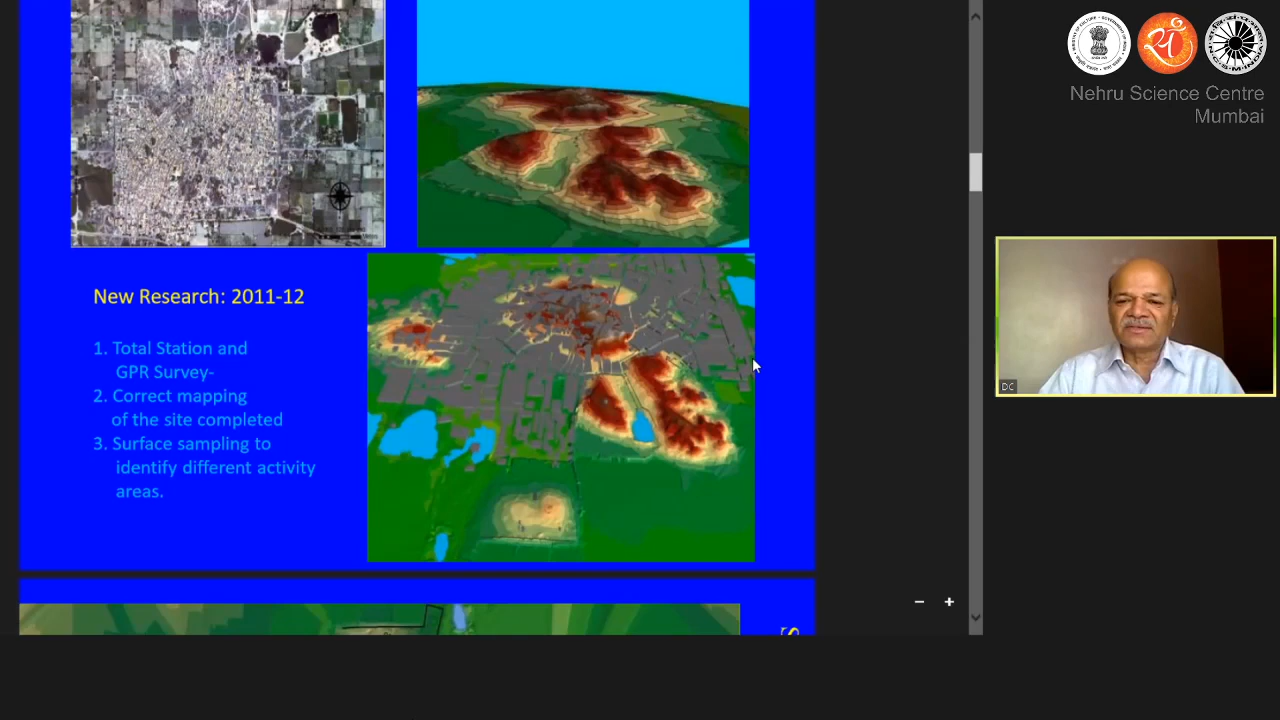 New Research: 2011-12
1. Total Station and
GPR Survey-
2. Correct mapping
of the site completed
3. Surface sampling to
identify different activity
areas.
Nehru Science Centre
Mumbai
DC